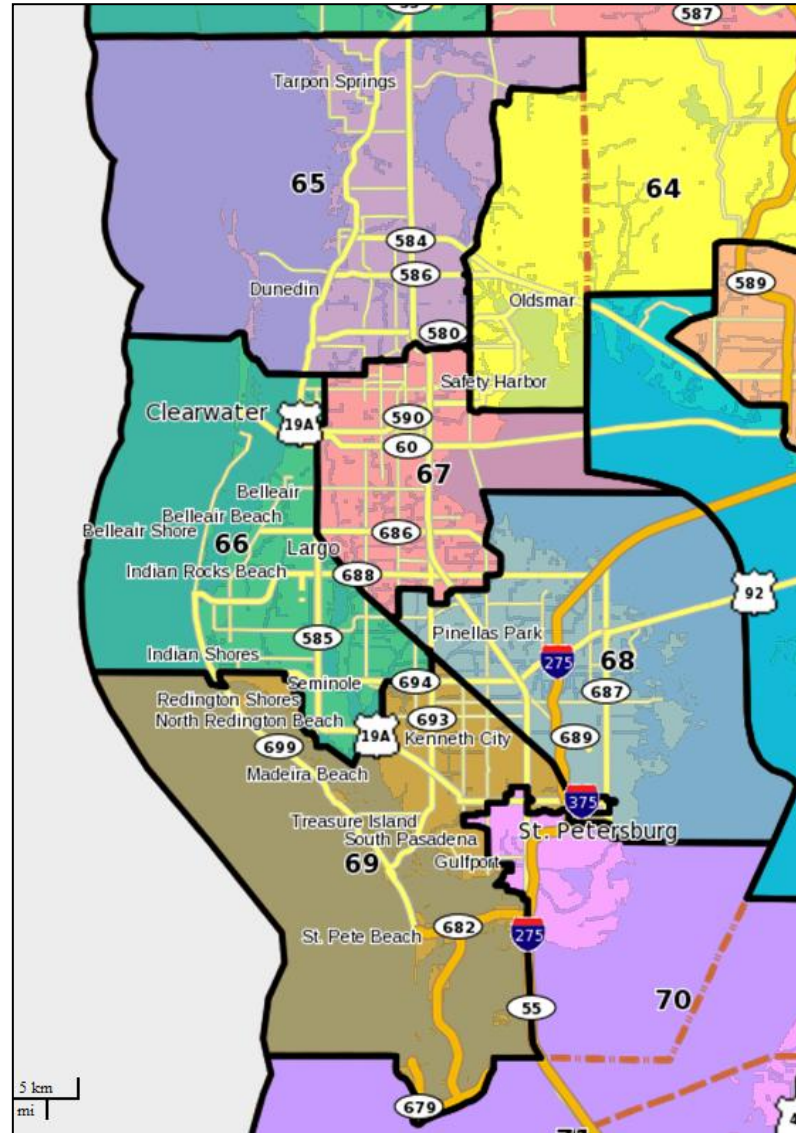 587
Tarpon Springs
65
64
584
586
589
Dunedin
Oldsmar
580
Safety Harbor
Clearwater
19A
590
60
67
Belleair
Belleair Beach
Belleair Shore
66
686
Largo
Indian Rocks Beach
688
92
585
Pinellas Park
275
68
Indian Shores
Seminole
694
687
Redington Shores
North Redington Beach
693
19A
Kenneth City
689
699
Madeira Beach
375
Treasure Island
St. Petersburg
South Pasadena
69
Gulfport
St. Pete Beach
682
275
70
55
5 km
mi
679